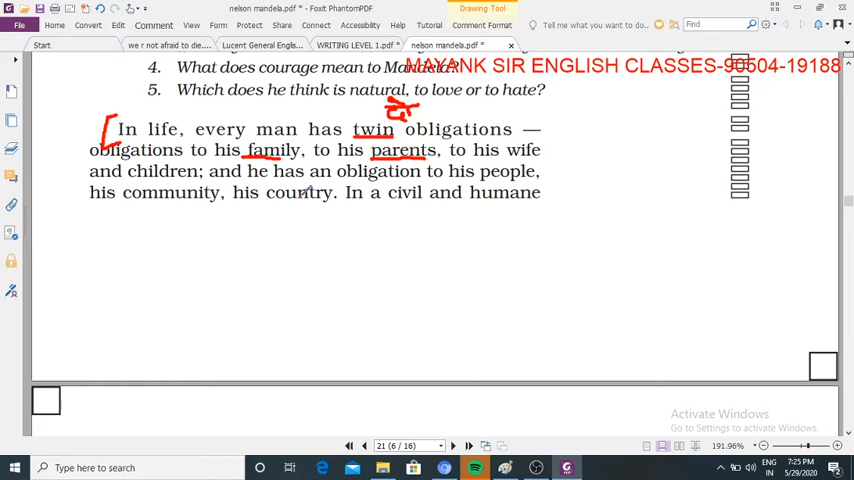 nelson mandela.pdf * - Foxit PhantomPDF
Drawing Tool
File Home Convert Edit Organize Comment View Form Protect Share Connect Accessibility Help Tutorial Comment Format Tell me what you want to do... Find
Start we r not afraid to die.... Lucent General Engli... WRITING LEVEL 1.pdf * nelson mandela.pdf *
4. What does courage mean to Mandela?
MAYANK SIR ENGLISH CLASSES-90504-19188
5. Which does he think is natural, to love or to hate?
In life, every man has twin obligations —
obligations to his family, to his parents, to his wife
and children; and he has an obligation to his people,
his community, his country. In a civil and humane
Activate Windows
Go to Settings to activate Windows.
21 (6 / 16)
191.96%
Type here to search
ENG
IN
7:25 PM
5/29/2020
2